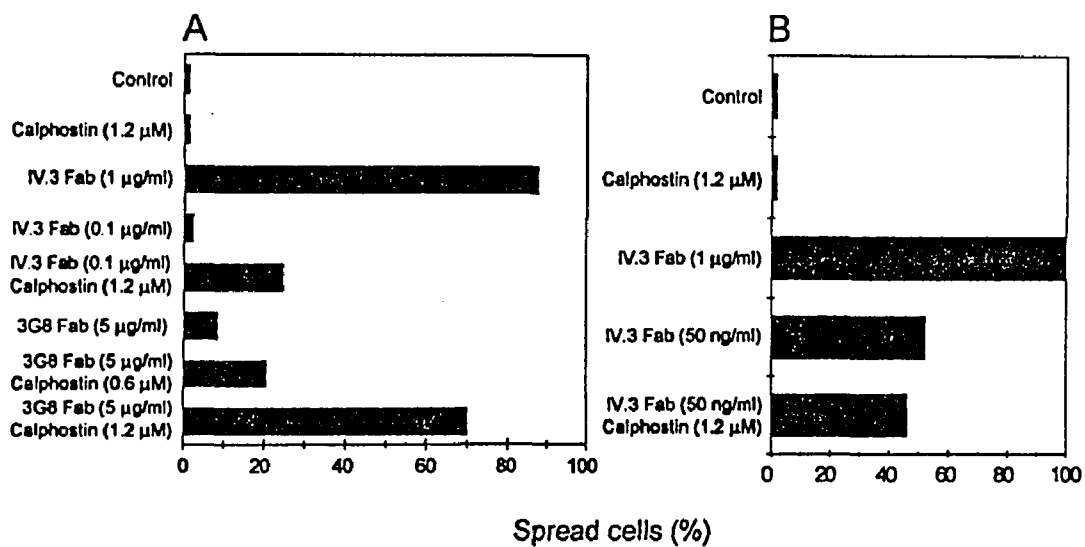 A
Control
Calphostin (1.2 µM)
IV.3 Fab (1 µg/ml)
IV.3 Fab (0.1 µg/ml)
IV.3 Fab (0.1 µg/ml)
Calphostin (1.2 µM)
3G8 Fab (5 µg/ml)
3G8 Fab (5 µg/ml)
Calphostin (0.6 µM)
3G8 Fab (5 µg/ml)
Calphostin (1.2 µM)
0 20 40 60 80 100
B
Control
Calphostin (1.2 µM)
IV.3 Fab (1 µg/ml)
IV.3 Fab (50 ng/ml)
IV.3 Fab (50 ng/ml)
Calphostin (1.2 µM)
0 20 40 60 80 100
Spread cells (%)